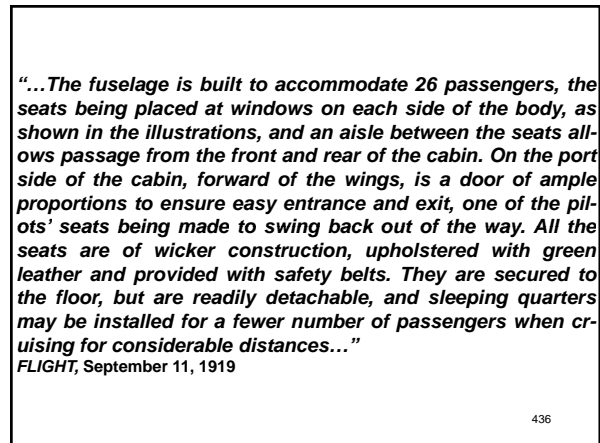 “…The fuselage is built to accommodate 26 passengers, the
seats being placed at windows on each side of the body, as
shown in the illustrations, and an aisle between the seats all-
ows passage from the front and rear of the cabin. On the port
side of the cabin, forward of the wings, is a door of ample
proportions to ensure easy entrance and exit, one of the pil-
ots’ seats being made to swing back out of the way. All the
seats are of wicker construction, upholstered with green
leather and provided with safety belts. They are secured to
the floor, but are readily detachable, and sleeping quarters
may be installed for a fewer number of passengers when cr-
uising for considerable distances…”
FLIGHT, September 11, 1919
436